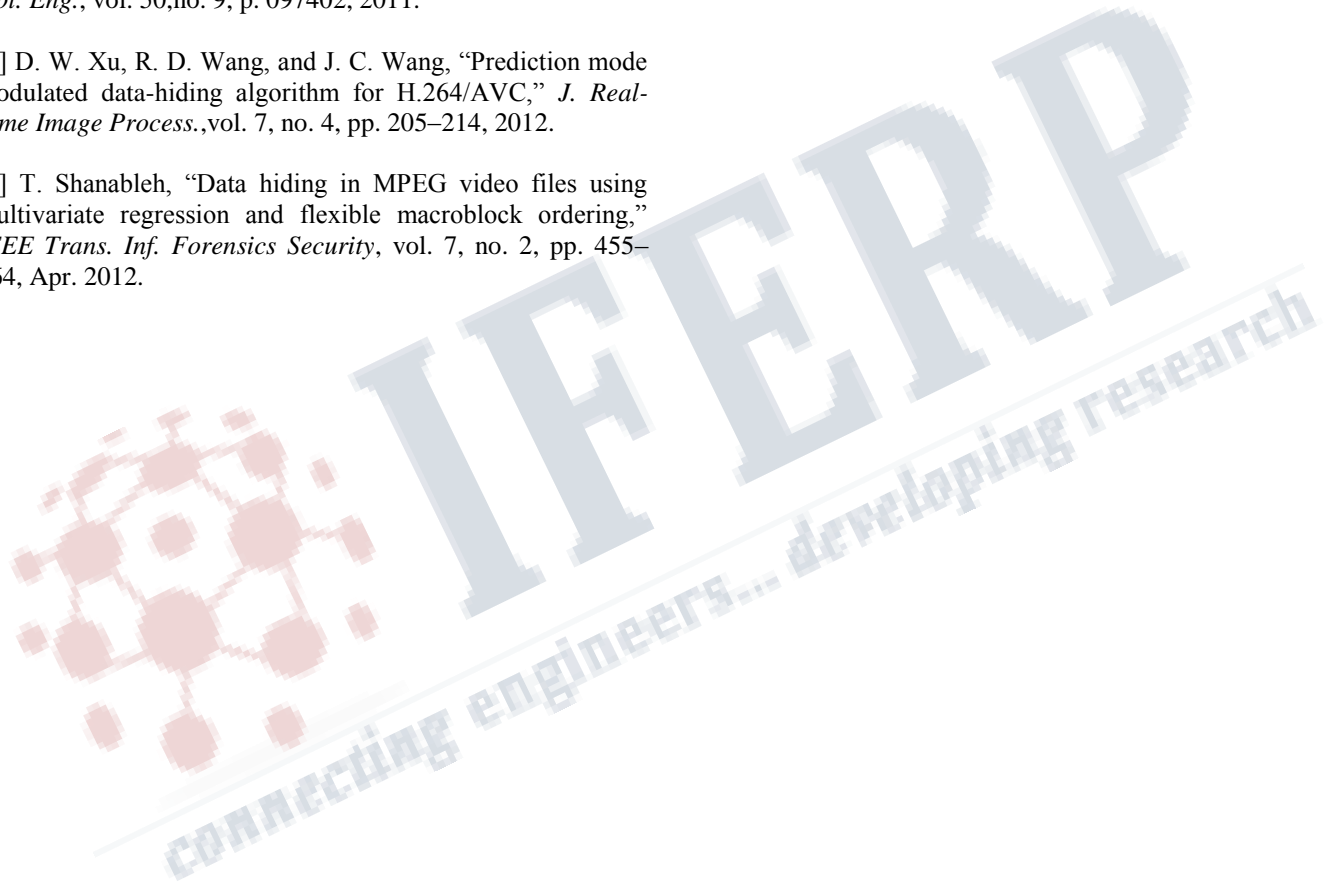 Eng., vol. 50,no. 9, p. 097402, 2011.
] D. W. Xu, R. D. Wang, and J. C. Wang, “Prediction mode
odulated data-hiding algorithm for H.264/AVC,” J. Real-
me Image Process.,vol. 7, no. 4, pp. 205–214, 2012.
] T. Shanableh, “Data hiding in MPEG video files using
ultivariate regression and flexible macroblock ordering,”
EE Trans. Inf. Forensics Security, vol. 7, no. 2, pp. 455–
64, Apr. 2012.
IFERP
connecting engineers... developing research